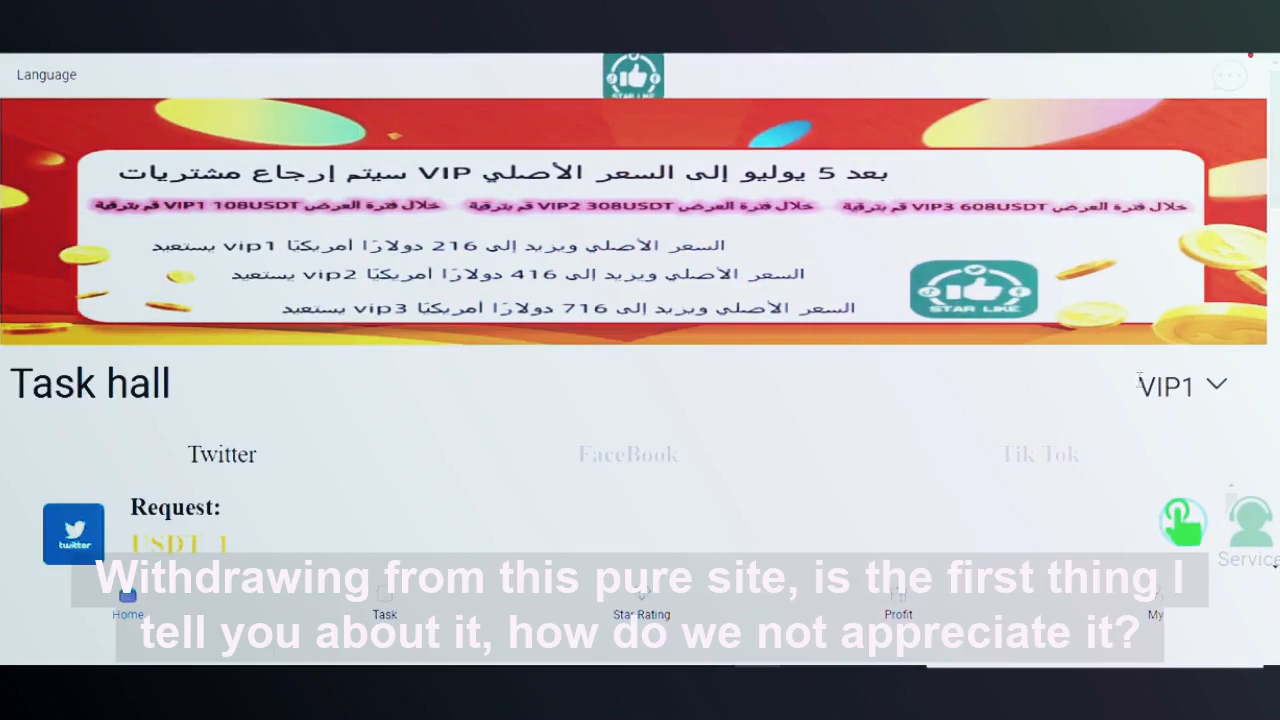 Language
STAR LIKE
بعد 5 يوليو إلى السعر الأصلي VIP سيتم إرجاع مشتريات
خلال فترة العرض VIP1 108USDT قم بترقية
خلال فترة العرض VIP2 308USDT قم بترقية
خلال فترة العرض VIP3 608USDT قم بترقية
السعر الأصلي ويزيد إلى 216 دولارًا أمريكيًا vip1 يستعيد
السعر الأصلي ويزيد إلى 416 دولارًا أمريكيًا vip2 يستعيد
السعر الأصلي ويزيد إلى 716 دولارًا أمريكيًا vip3 يستعيد
STAR LIKE
Task hall
VIP1
Twitter
FaceBook
Tik Tok
Request:
twitter
USDT 1
Service
Withdrawing from this pure site, is the first thing I
tell you about it, how do we not appreciate it?
Home
Task
Star Rating
Profit
My